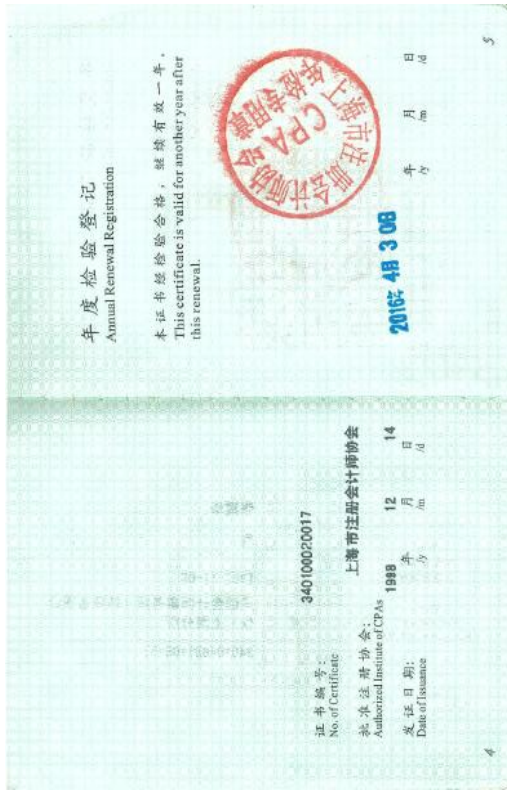 证书编号：
No. of Certificate
340100020017
批准注册协会：
Authorized Institute of CPAs
上海市注册会计师协会
发证日期：
Date of Issuance
1998
年
/y
12
月
/m
14
日
/d
4
年度检验登记
Annual Renewal Registration
本证书经检验合格，继续有效一年。
This certificate is valid for another year after
this renewal.
上海市注册会计师协会
CPA
年检专用章
2016年 4月 30日
年
/y
月
/m
日
/d
5